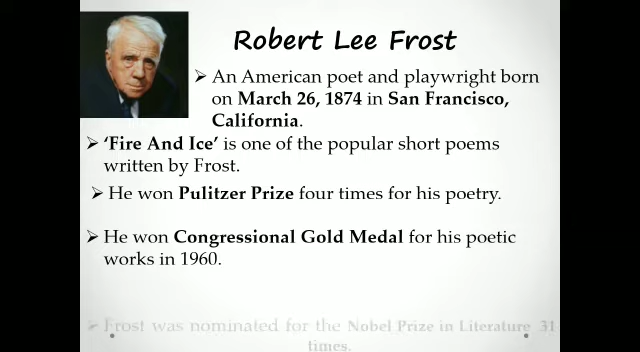 Robert Lee Frost
➢ An American poet and playwright born
on March 26, 1874 in San Francisco,
California.
➢ ‘Fire And Ice’ is one of the popular short poems
written by Frost.
➢ He won Pulitzer Prize four times for his poetry.
➢ He won Congressional Gold Medal for his poetic
works in 1960.
➢ Frost was nominated for the Nobel Prize in Literature 31
times.